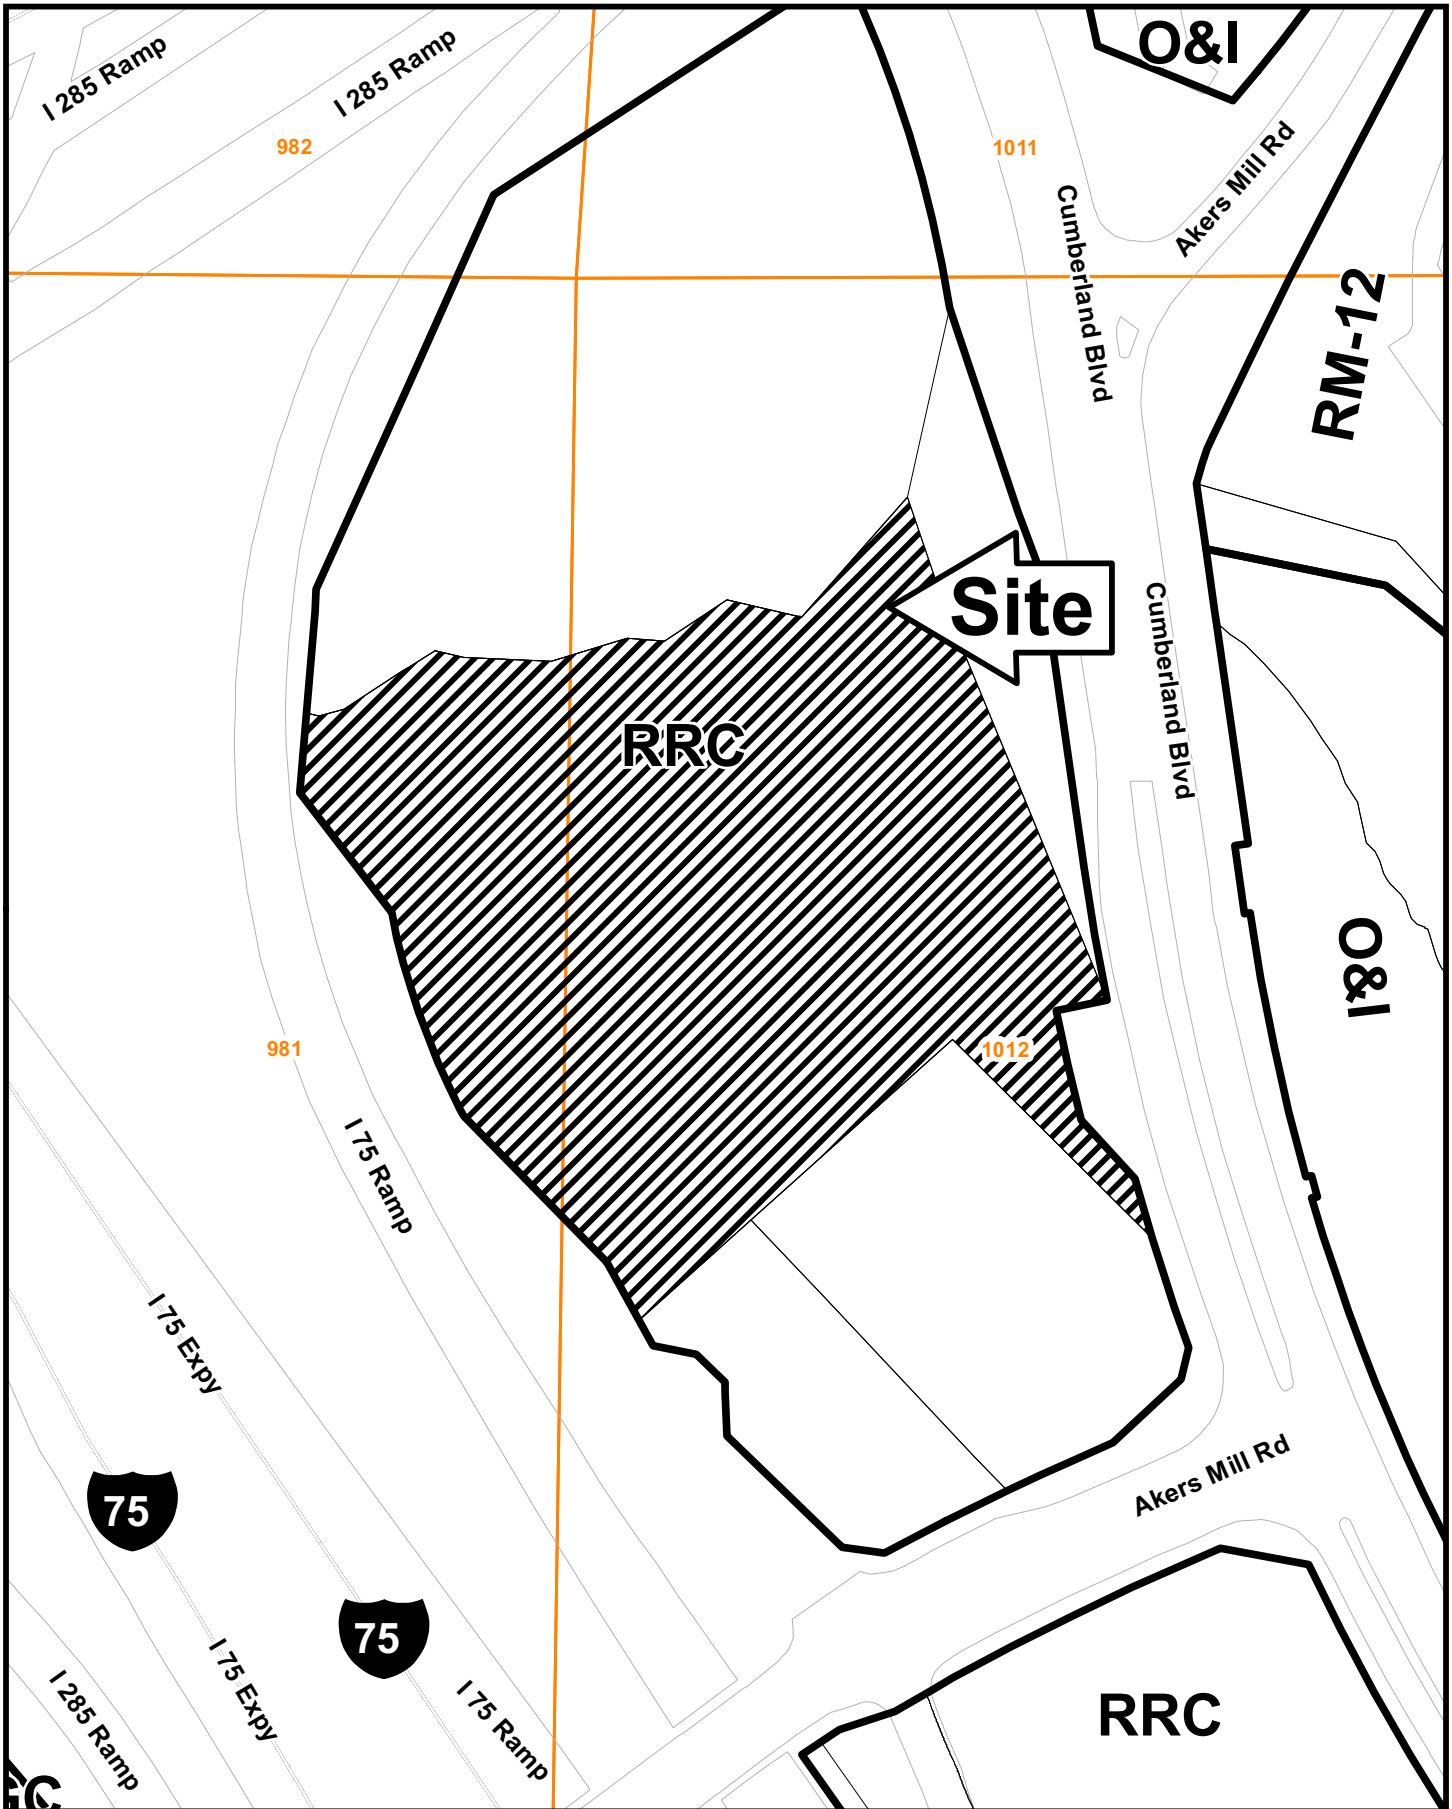 O&I
I 285 Ramp
I 285 Ramp
982
1011
Akers Mill Rd
Cumberland Blvd
RM-12
Site
Cumberland Blvd
RRC
O&I
981
1012
I 75 Ramp
I 75 Expy
Akers Mill Rd
75
75
I 75 Expy
I 285 Ramp
I 75 Ramp
RRC
GC